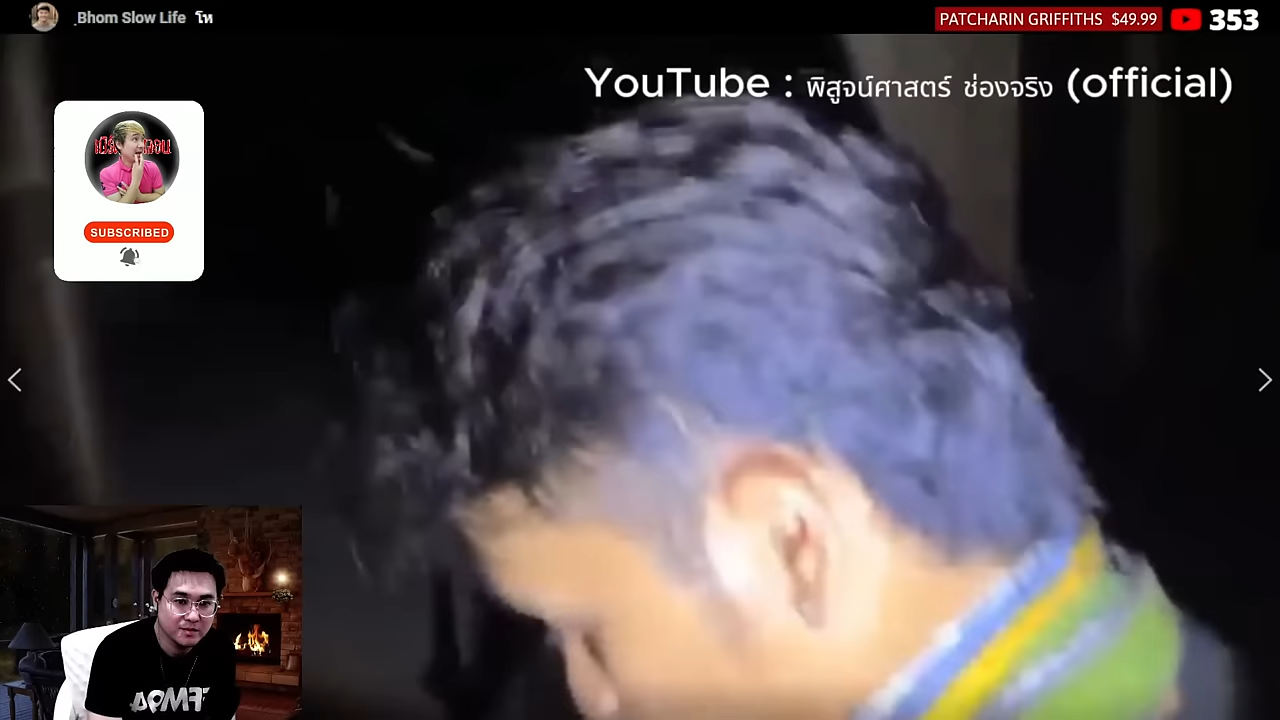 .Bhom Slow Life โห
PATCHARIN GRIFFITHS $49.99
353
YouTube : พิสูจน์ศาสตร์ ช่องจริง (official)
SUBSCRIBED